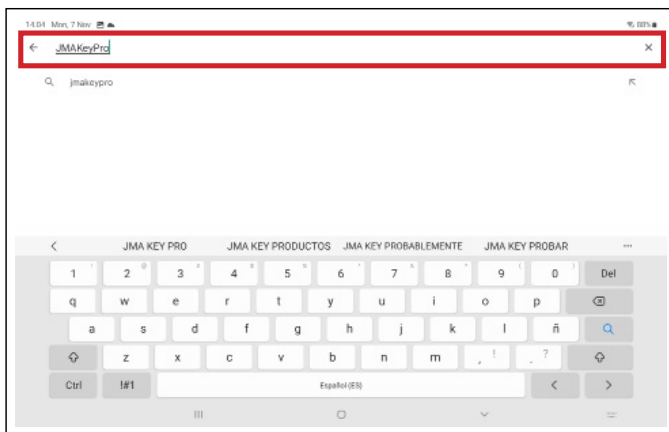 14:04 Mon, 7 Nov
JMAKeyPro
jmakeypro
JMA KEY PRO JMA KEY PRODUCTOS JMA KEY PROBABLEMENTE JMA KEY PROBAR ...
1 2 3 4 5 6 7 8 9 0 Del
q w e r t y u i o p
a s d f g h j k l ñ
z x c v b n m , ! . ?
Ctrl !#1 Español (ES)